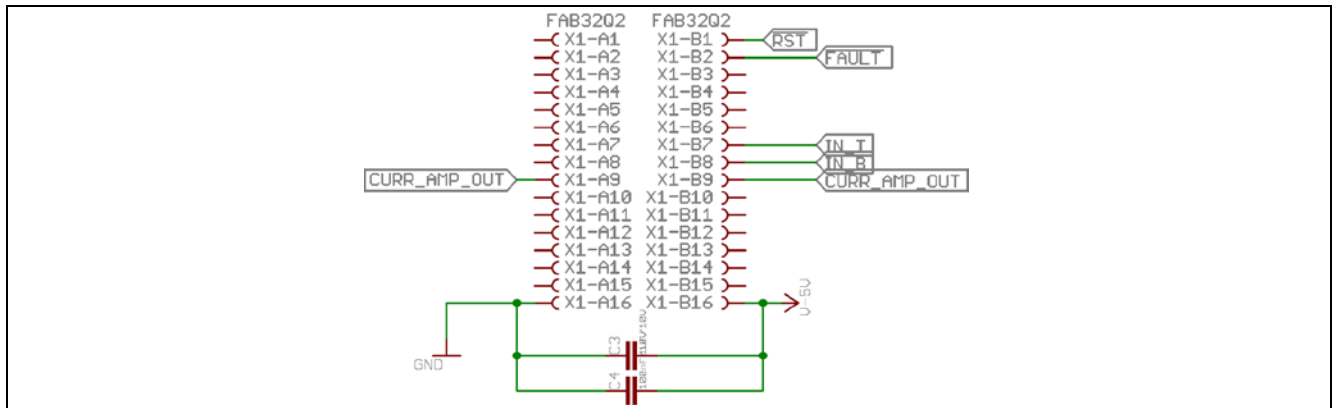 FAB32Q2 FAB32Q2
X1-A1 X1-B1 RST
X1-A2 X1-B2 FAULT
X1-A3 X1-B3
X1-A4 X1-B4
X1-A5 X1-B5
X1-A6 X1-B6
X1-A7 X1-B7 IN_T
X1-A8 X1-B8 IN_B
CURR_AMP_OUT X1-A9 X1-B9 CURR_AMP_OUT
X1-A10 X1-B10
X1-A11 X1-B11
X1-A12 X1-B12
X1-A13 X1-B13
X1-A14 X1-B14
X1-A15 X1-B15
X1-A16 X1-B16 V-5V
C3
GND
C4